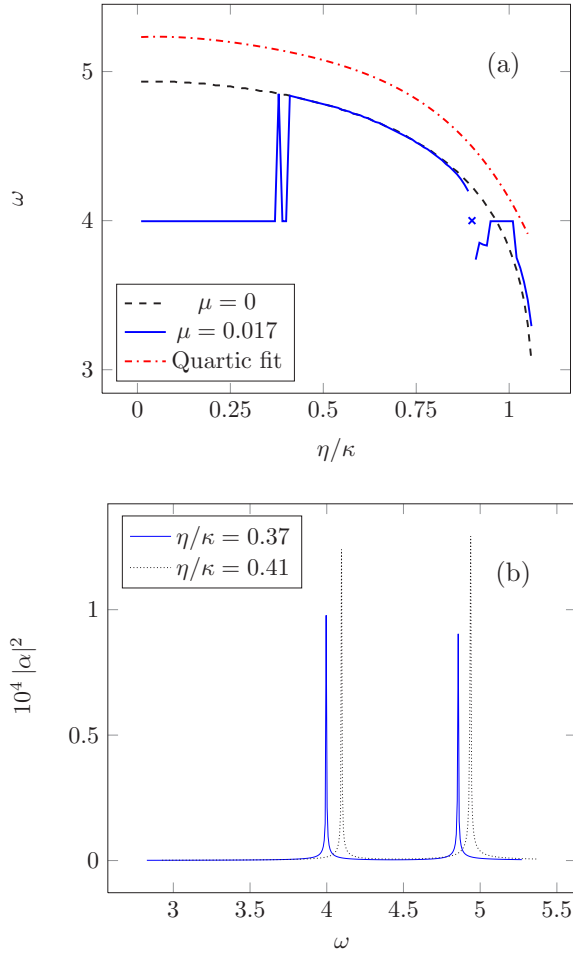 (a)
5
4
3
ω
μ = 0
μ = 0.017
Quartic fit
0 0.25 0.5 0.75 1
η/κ
η/κ = 0.37
η/κ = 0.41
(b)
1
0.5
0
10⁴ |α|²
3 3.5 4 4.5 5 5.5
ω